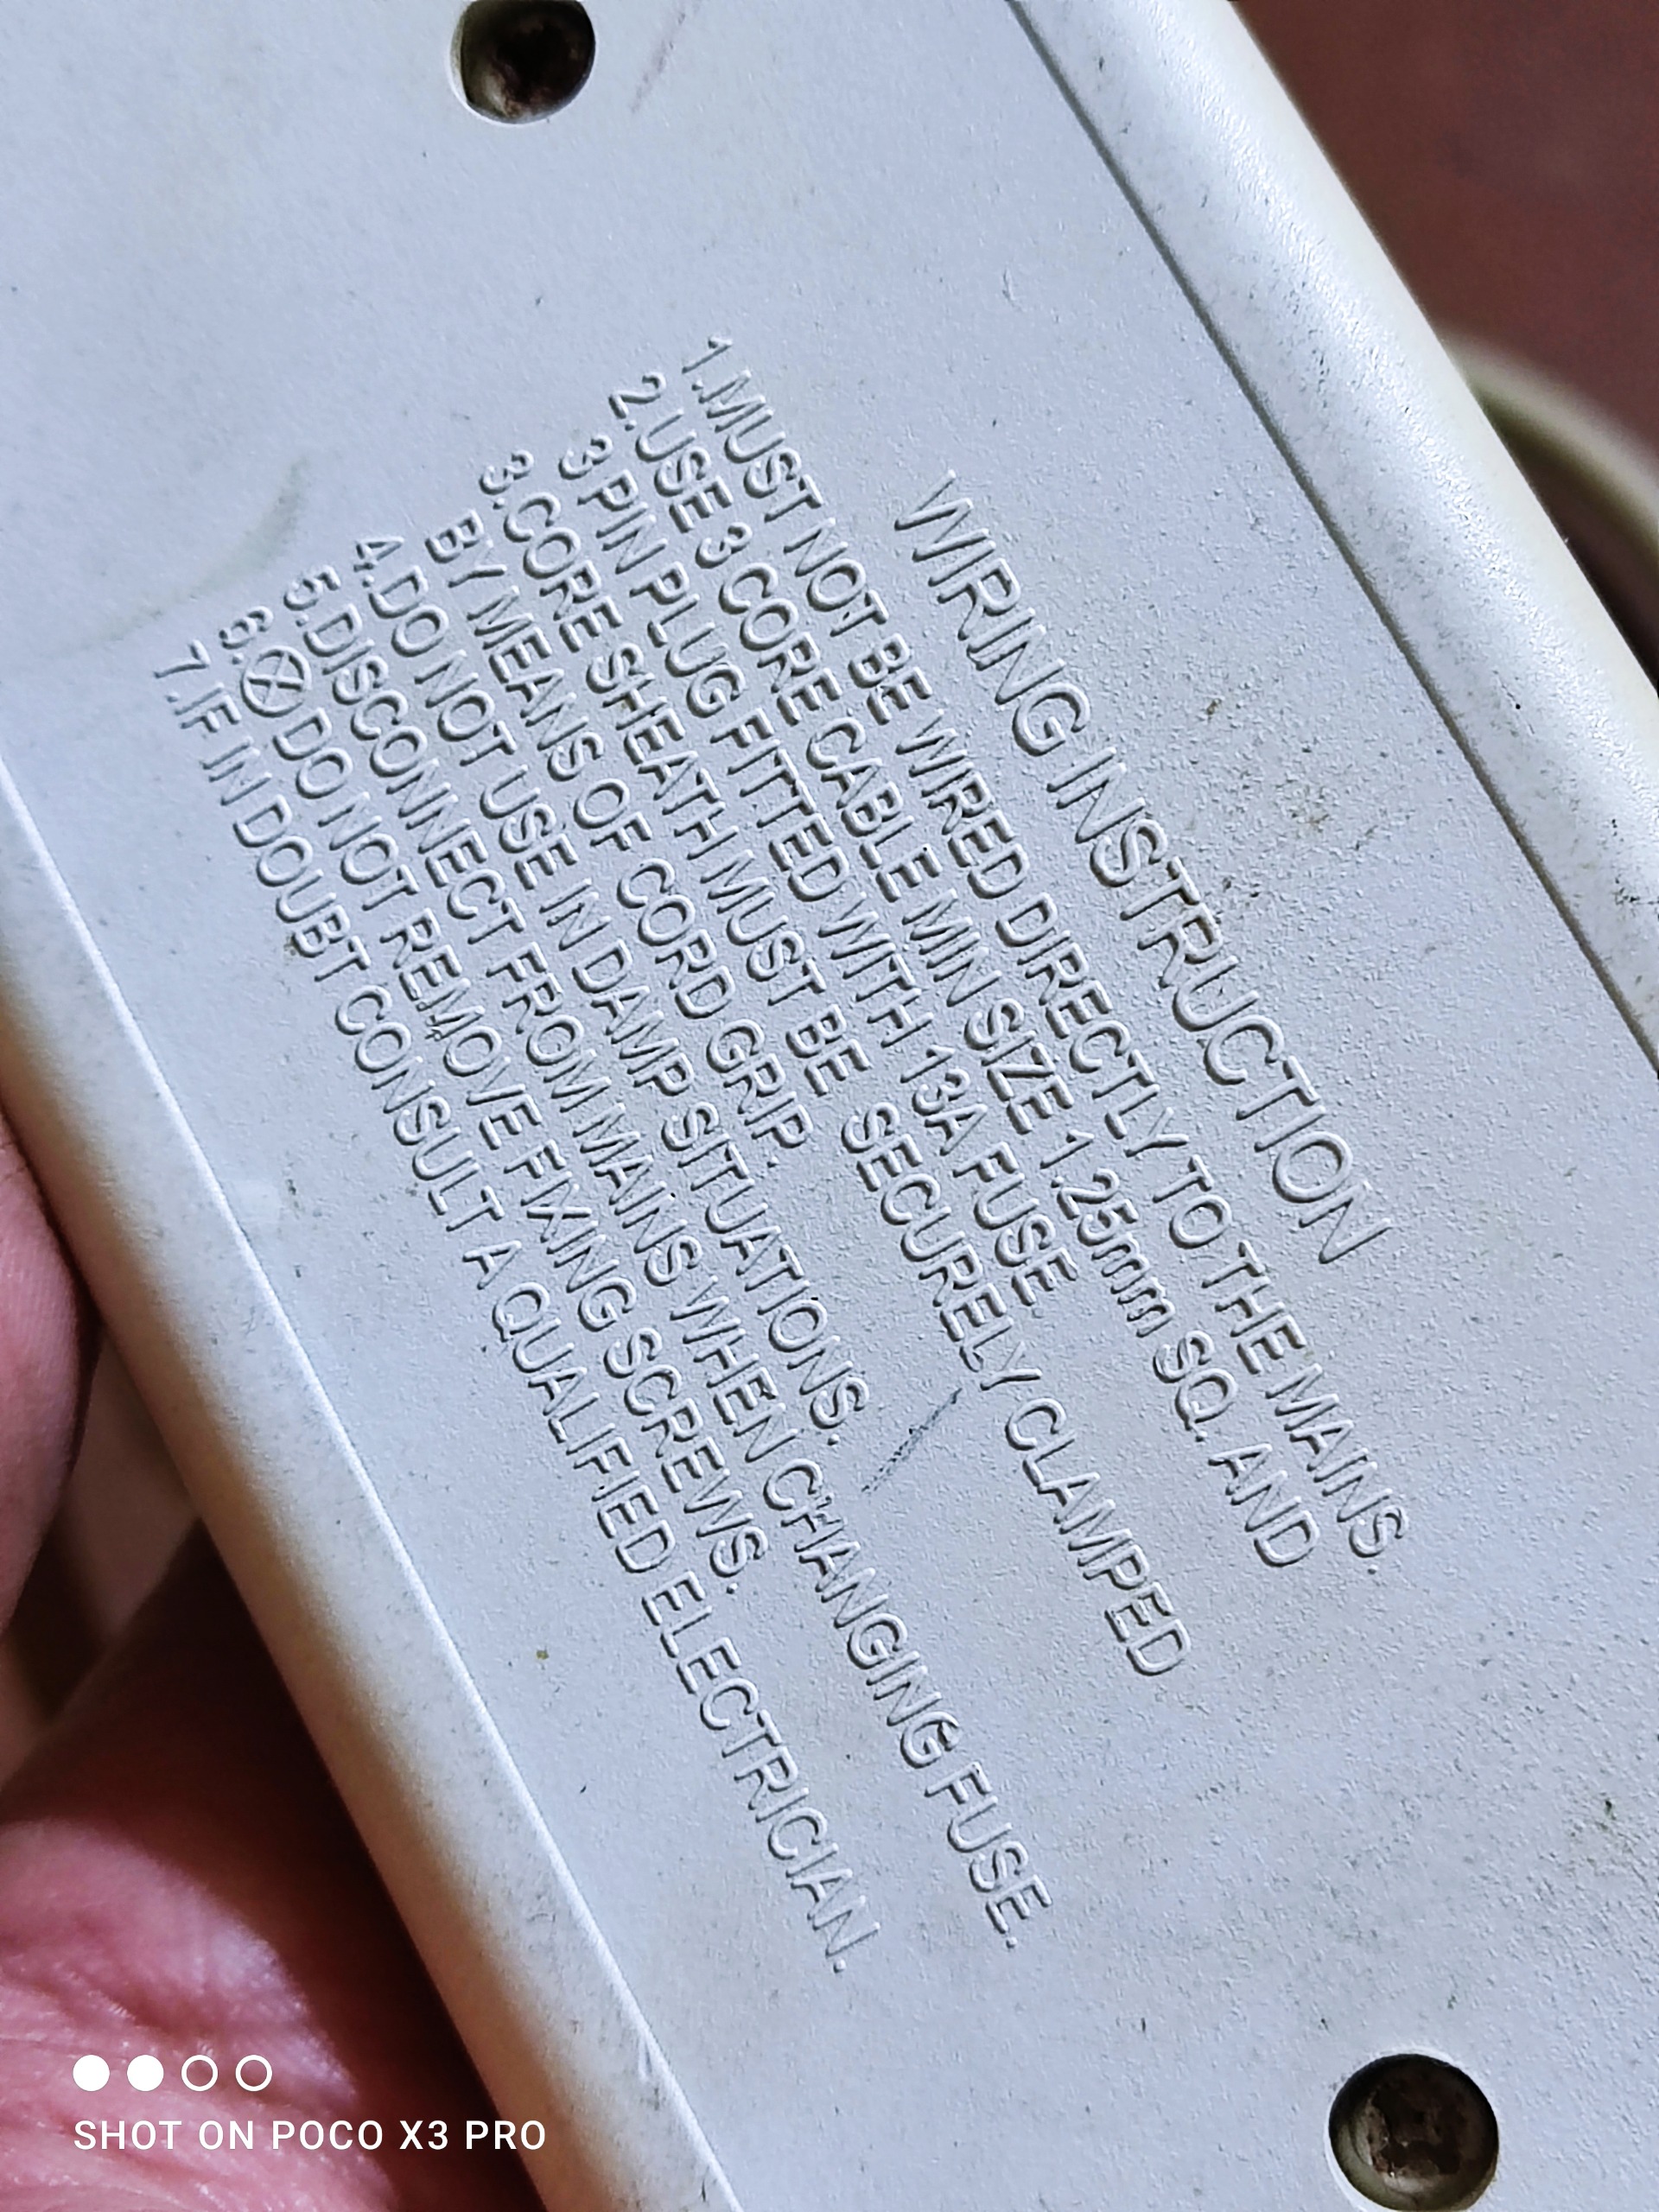 WIRING INSTRUCTION
1.MUST NOT BE WIRED DIRECTLY TO THE MAINS.
2.USE 3 CORE CABLE MIN SIZE 1.25mm SQ. AND
3 PIN PLUG FITTED WITH 13A FUSE.
3.CORE SHEATH MUST BE SECURELY CLAMPED
BY MEANS OF CORD GRIP.
4.DO NOT USE IN DAMP SITUATIONS.
5.DISCONNECT FROM MAINS WHEN CHANGING FUSE.
6.⊗ DO NOT REMOVE FIXING SCREWS.
7.IF IN DOUBT CONSULT A QUALIFIED ELECTRICIAN.
SHOT ON POCO X3 PRO